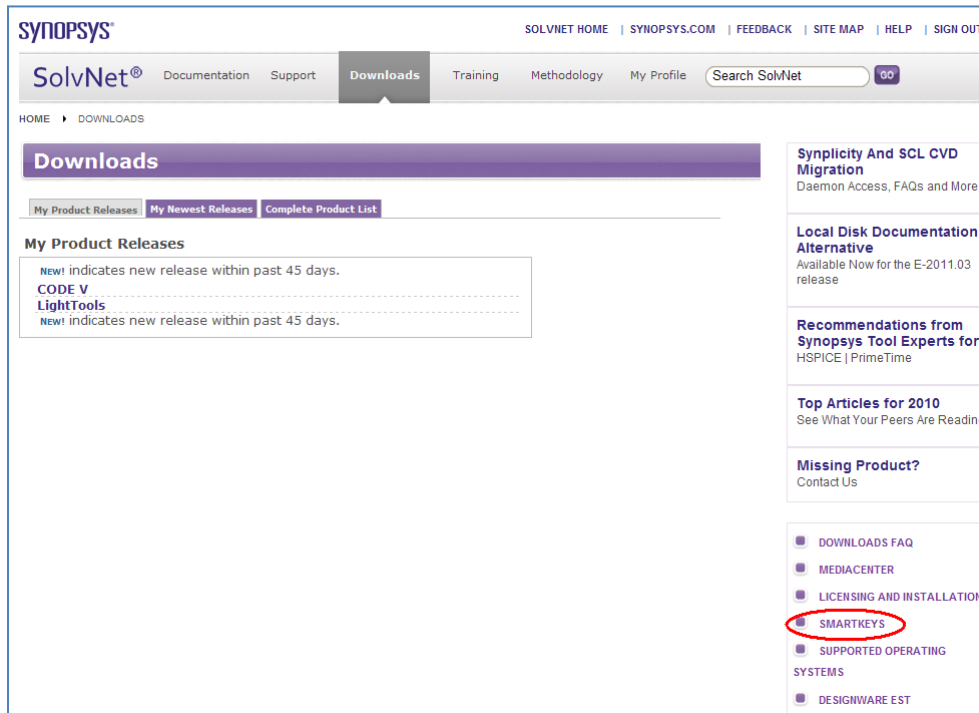 SYNOPSYS®
SOLVNET HOME | SYNOPSYS.COM | FEEDBACK | SITE MAP | HELP | SIGN OUT
SolvNet® Documentation Support Downloads Training Methodology My Profile Search SolvNet GO
HOME DOWNLOADS
Downloads
My Product Releases My Newest Releases Complete Product List
My Product Releases
NEW! indicates new release within past 45 days.
CODE V
LightTools
NEW! indicates new release within past 45 days.
Synplicity And SCL CVD
Migration
Daemon Access, FAQs and More
Local Disk Documentation
Alternative
Available Now for the E-2011.03
release
Recommendations from
Synopsys Tool Experts for
HSPICE | PrimeTime
Top Articles for 2010
See What Your Peers Are Readin
Missing Product?
Contact Us
DOWNLOADS FAQ
MEDIACENTER
LICENSING AND INSTALLATION
SMARTKEYS
SUPPORTED OPERATING
SYSTEMS
DESIGNWARE EST